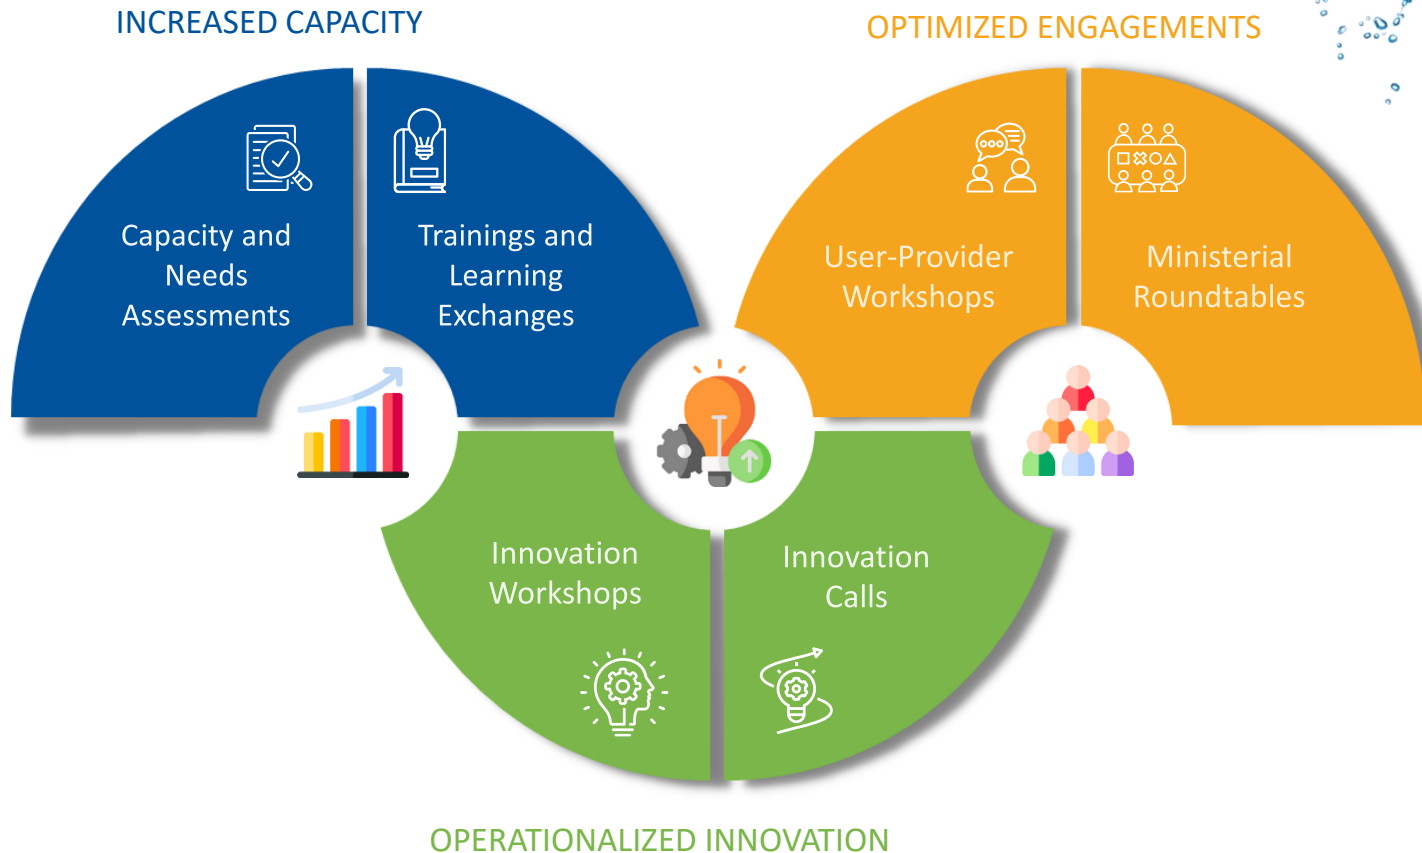 INCREASED CAPACITY
OPTIMIZED ENGAGEMENTS
Capacity and
Needs
Assessments
Trainings and
Learning
Exchanges
User-Provider
Workshops
Ministerial
Roundtables
Innovation
Workshops
Innovation
Calls
OPERATIONALIZED INNOVATION